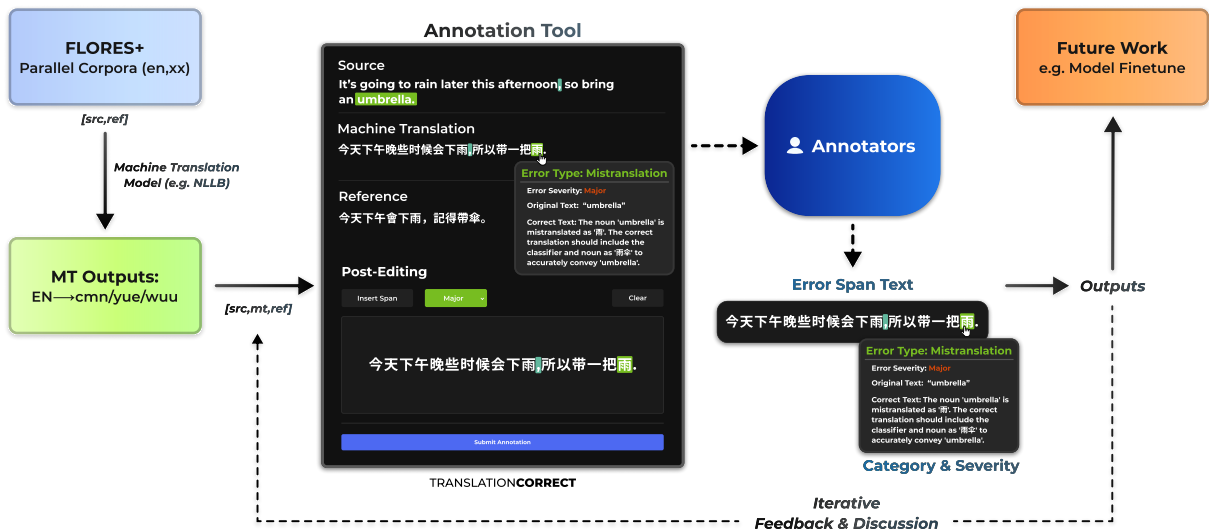 FLORES+
Parallel Corpora (en,xx)
[src,ref]
Machine Translation
Model (e.g. NLLB)
MT Outputs:
EN⟶cmn/yue/wuu
[src,mt,ref]
Annotation Tool
Source
It's going to rain later this afternoon, so bring
an umbrella.
Machine Translation
今天下午晚些时候会下雨,所以带一把雨.
Error Type: Mistranslation
Error Severity: Major
Original Text: “umbrella”
Correct Text: The noun 'umbrella' is
mistranslated as '雨'. The correct
translation should include the
classifier and noun as '雨伞' to
accurately convey 'umbrella'.
Reference
今天下午會下雨，記得帶傘。
Post-Editing
Insert Span
Major
Clear
今天下午晚些时候会下雨,所以带一把雨.
Submit Annotation
TRANSLATIONCORRECT
Annotators
Error Span Text
今天下午晚些时候会下雨,所以带一把雨.
Error Type: Mistranslation
Error Severity: Major
Original Text: “umbrella”
Correct Text: The noun 'umbrella' is
mistranslated as '雨'. The correct
translation should include the
classifier and noun as '雨伞' to
accurately convey 'umbrella'.
Category & Severity
Outputs
Future Work
e.g. Model Finetune
Iterative
Feedback & Discussion